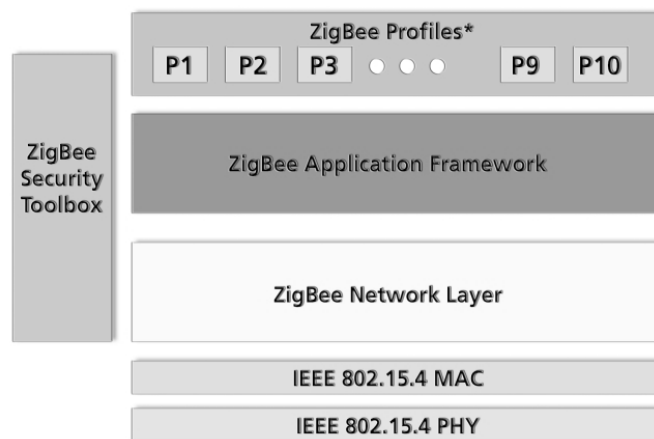 ZigBee Profiles*
P1 P2 P3 P9 P10
ZigBee
Security
Toolbox
ZigBee Application Framework
ZigBee Network Layer
IEEE 802.15.4 MAC
IEEE 802.15.4 PHY